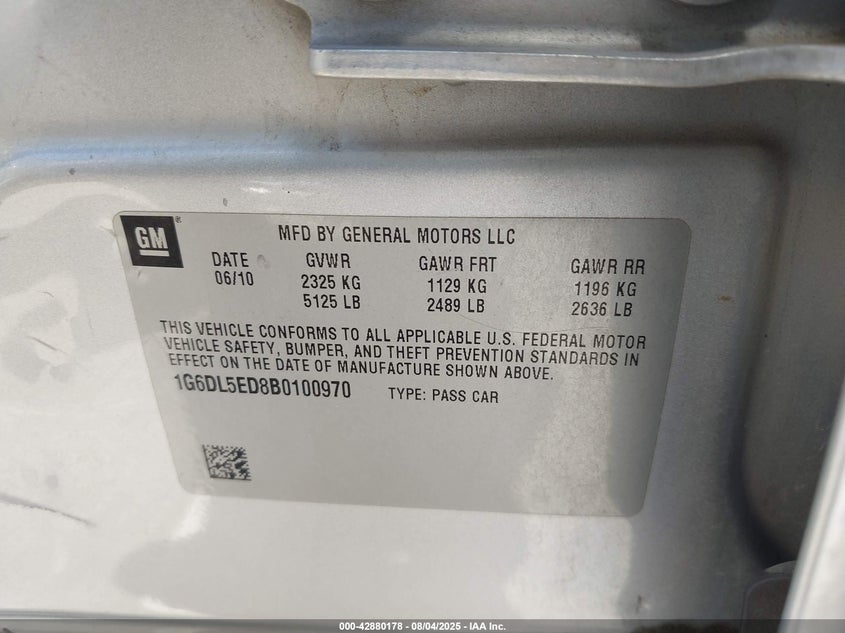 GM ®
MFD BY GENERAL MOTORS LLC
DATE GVWR GAWR FRT GAWR RR
06/10 2325 KG 1129 KG 1196 KG
5125 LB 2489 LB 2636 LB
THIS VEHICLE CONFORMS TO ALL APPLICABLE U.S. FEDERAL MOTOR
VEHICLE SAFETY, BUMPER, AND THEFT PREVENTION STANDARDS IN
EFFECT ON THE DATE OF MANUFACTURE SHOWN ABOVE.
1G6DL5ED8B0100970 TYPE: PASS CAR
000-42880178 - 08/04/2025 - IAA Inc.